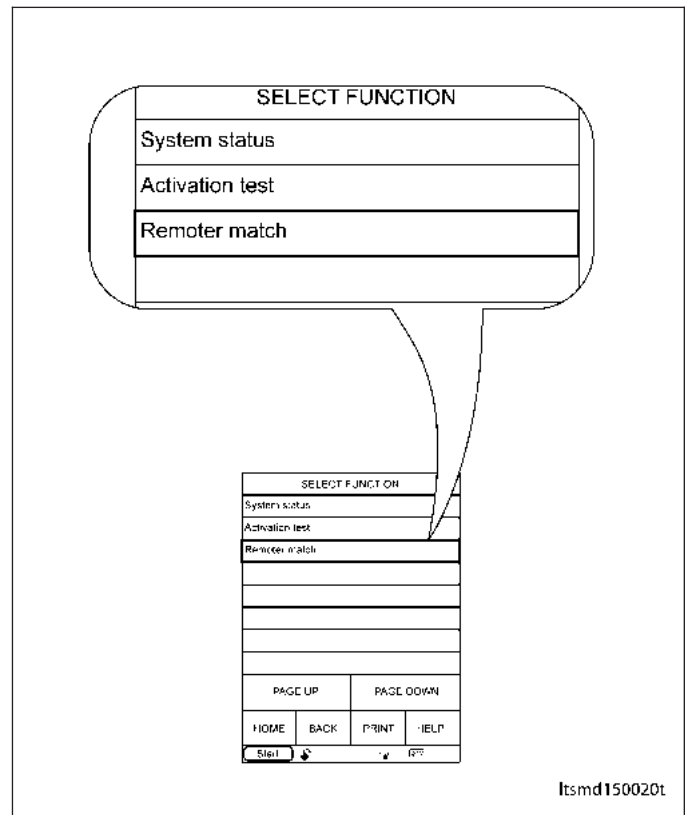 SELECT FUNCTION
System status
Activation test
Remoter match
SELECT FUNCTION
System status
Activation test
Remoter match
PAGE UP PAGE DOWN
HOME BACK PRINT HELP
Start
ltsmd150020t